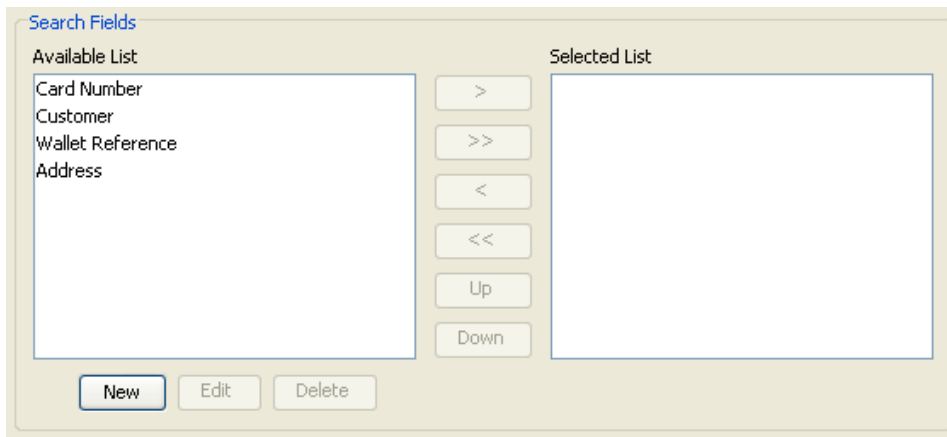 Search Fields
Available List
Selected List
Card Number
Customer
Wallet Reference
Address
>
>>
<
<<
Up
Down
New
Edit
Delete